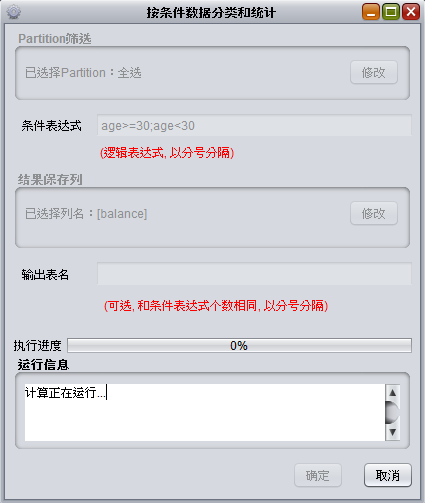 按条件数据分类和统计
Partition筛选
已选择Partition：全选
修改
条件表达式
age>=30;age<30
(逻辑表达式, 以分号分隔)
结果保存列
已选择列名：[balance]
修改
输出表名
(可选, 和条件表达式个数相同, 以分号分隔)
执行进度
0%
运行信息
计算正在运行...
确定
取消